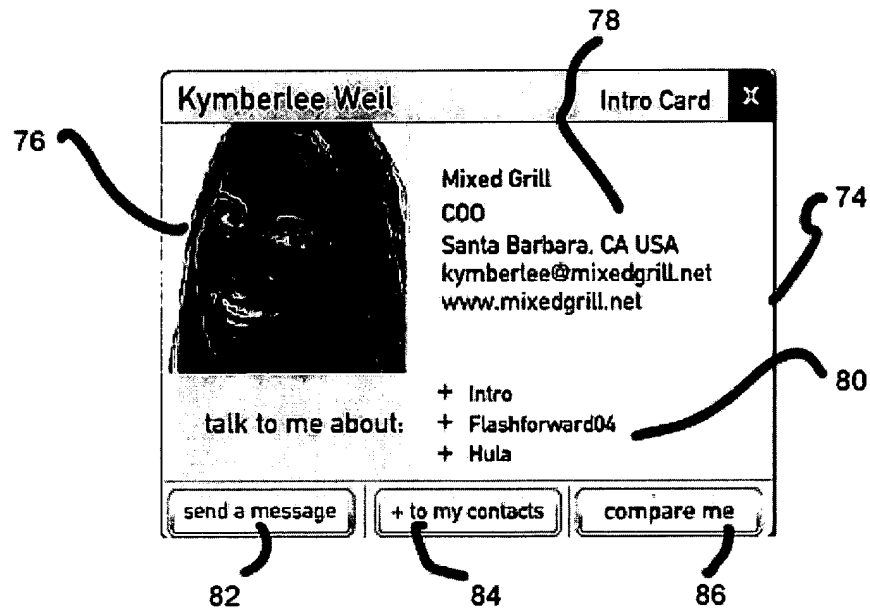 78
Kymberlee Weil Intro Card X
76
Mixed Grill
74
COO
Santa Barbara, CA USA
kymberlee@mixedgrill.net
www.mixedgrill.net
80
+ Intro
talk to me about: + Flashforward04
+ Hula
send a message + to my contacts compare me
82 84 86